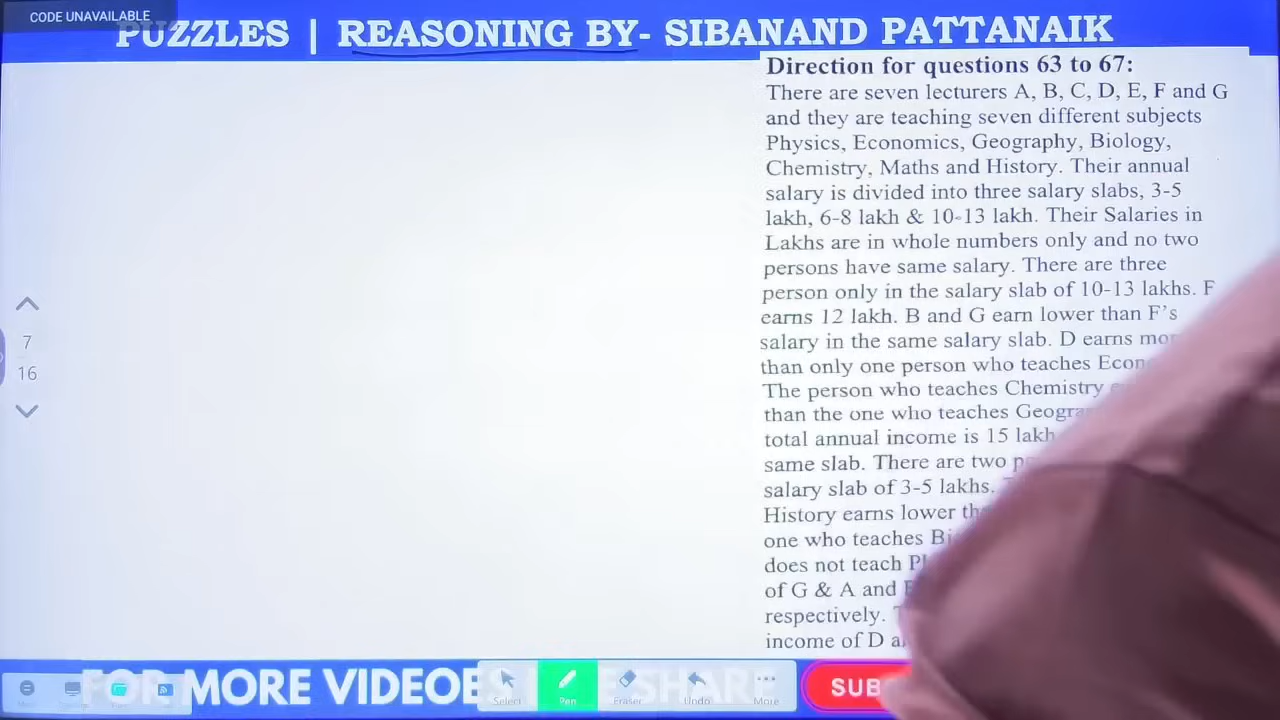 CODE UNAVAILABLE
PUZZLES | REASONING BY- SIBANAND PATTANAIK
Direction for questions 63 to 67:
There are seven lecturers A, B, C, D, E, F and G
and they are teaching seven different subjects
Physics, Economics, Geography, Biology,
Chemistry, Maths and History. Their annual
salary is divided into three salary slabs, 3-5
lakh, 6-8 lakh & 10-13 lakh. Their Salaries in
Lakhs are in whole numbers only and no two
persons have same salary. There are three
person only in the salary slab of 10-13 lakhs. F
earns 12 lakh. B and G earn lower than F's
salary in the same salary slab. D earns
than only one person who teaches
The person who teaches Chemistry
than the one who teaches
total annual income is 15 lakh
same slab. There are two
salary slab of 3-5 lakhs.
History earns lower
one who teaches
does not teach
of G & A and
respectively.
income of D
7
16
FOR MORE VIDEOE
Select
Pen
Eraser
Undo
More
SHAR
SUB